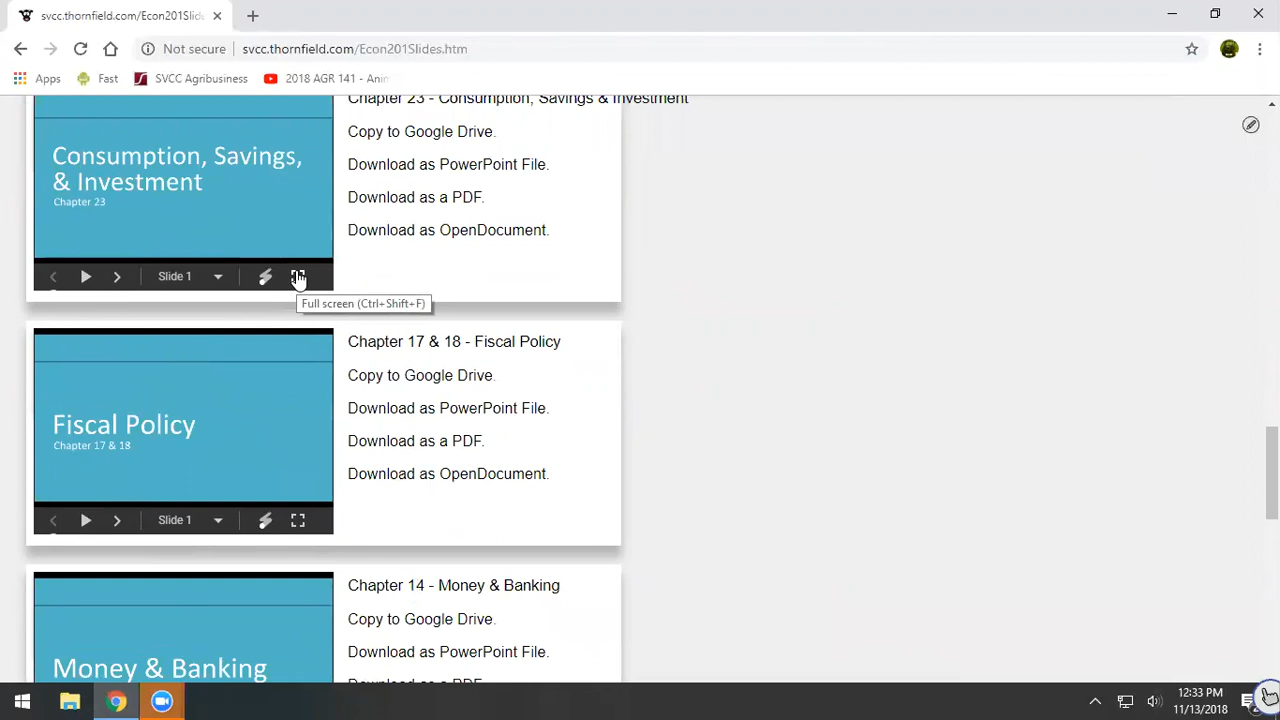 svcc.thornfield.com/Econ201Slide
Not secure
svcc.thornfield.com/Econ201Slides.htm
Apps
Fast
SVCC Agribusiness
2018 AGR 141 - Ani
Chapter 23 - Consumption, Savings & Investment
Consumption, Savings,
& Investment
Chapter 23
Copy to Google Drive.
Download as PowerPoint File.
Download as a PDF.
Download as OpenDocument.
Slide 1
Full screen (Ctrl+Shift+F)
Fiscal Policy
Chapter 17 & 18
Chapter 17 & 18 - Fiscal Policy
Copy to Google Drive.
Download as PowerPoint File.
Download as a PDF.
Download as OpenDocument.
Slide 1
Money & Banking
Chapter 14 - Money & Banking
Copy to Google Drive.
Download as PowerPoint File.
Download as a PDF.
12:33 PM
11/13/2018